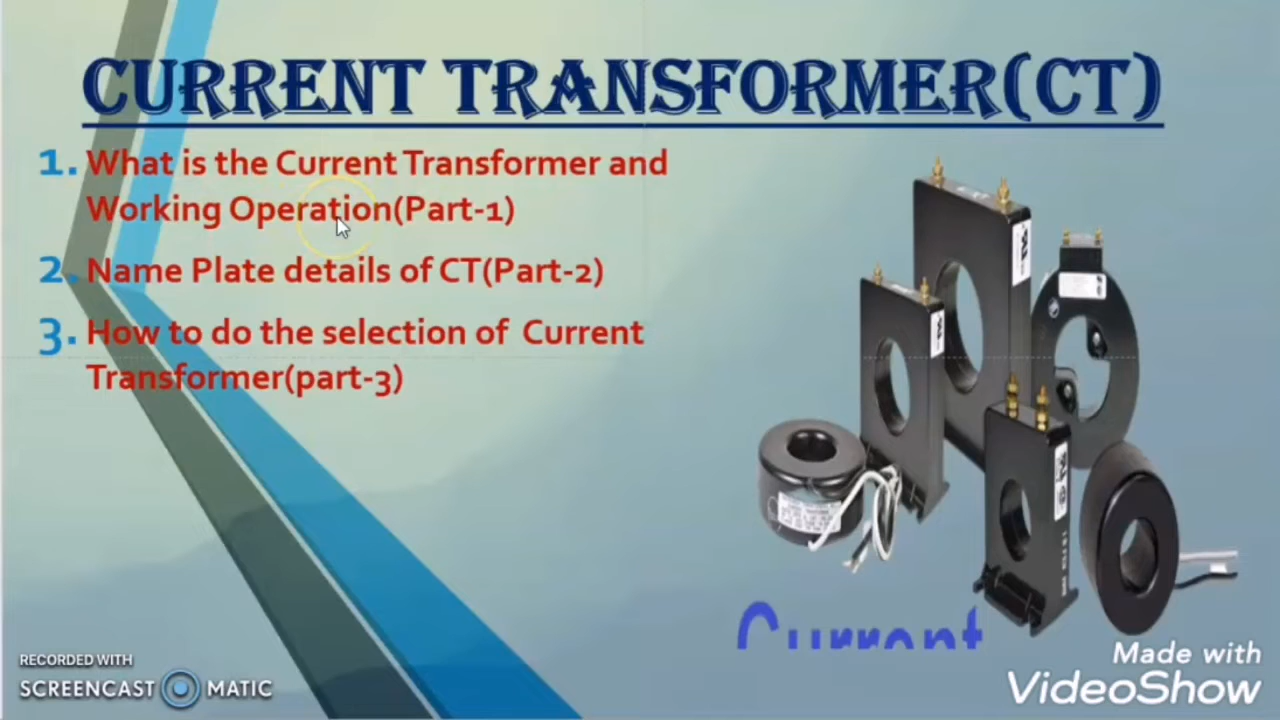 CURRENT TRANSFORMER(CT)
1. What is the Current Transformer and
Working Operation(Part-1)
2. Name Plate details of CT(Part-2)
3. How to do the selection of Current
Transformer(part-3)
Current
RECORDED WITH
SCREENCAST MATIC
Made with
VideoShow